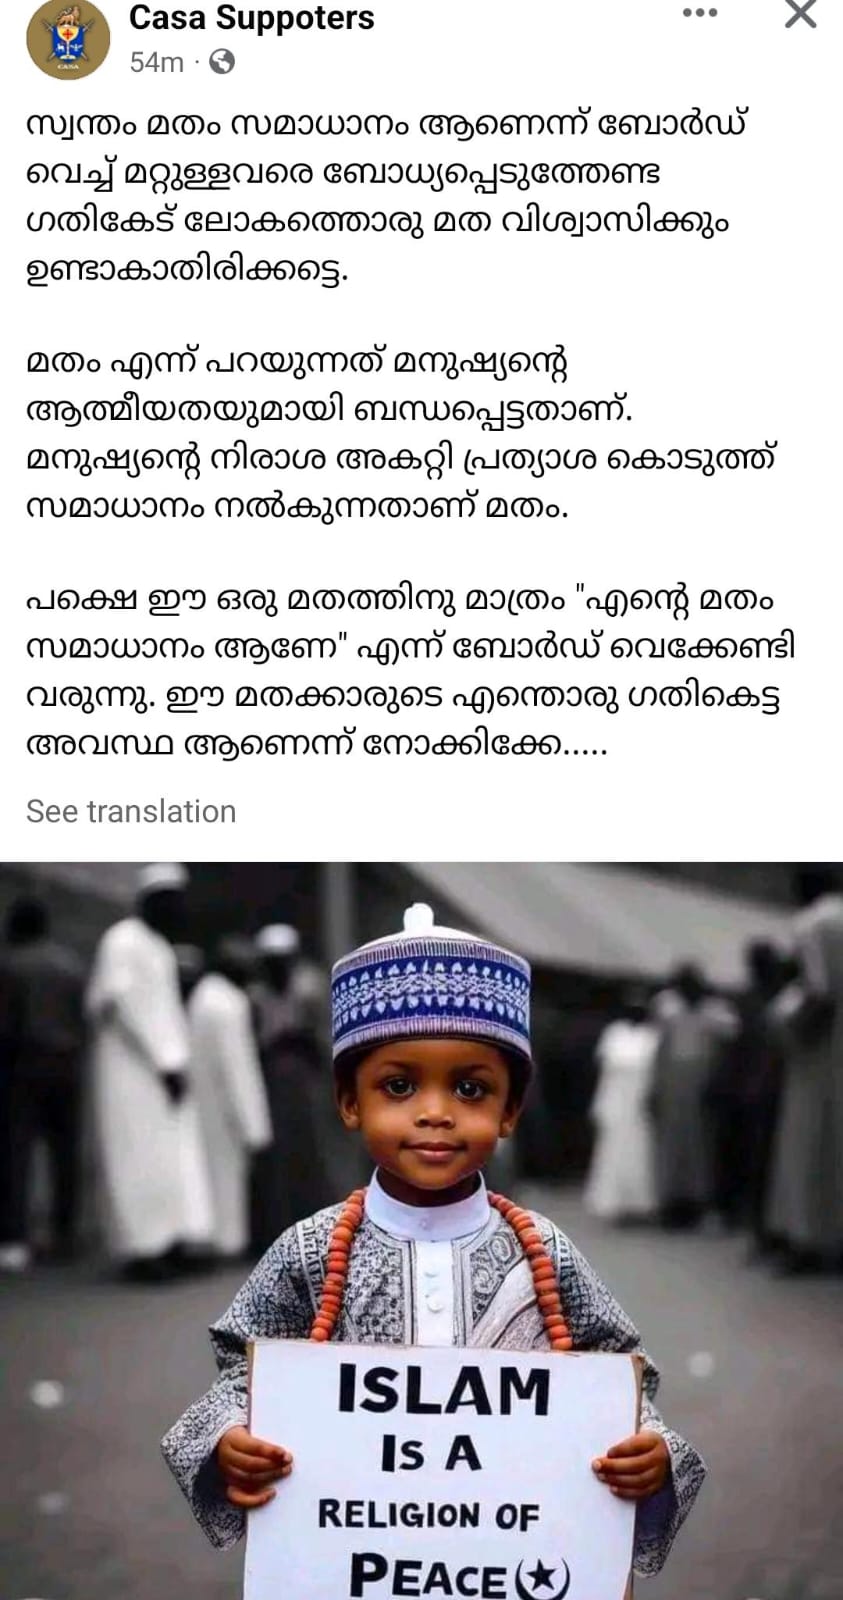 Casa Suppoters
54m ·
CASA
സ്വന്തം മതം സമാധാനം ആണെന്ന് ബോർഡ്
വെച്ച് മറ്റുള്ളവരെ ബോധ്യപ്പെടുത്തേണ്ട
ഗതികേട് ലോകത്തൊരു മത വിശ്വാസിക്കും
ഉണ്ടാകാതിരിക്കട്ടെ.
മതം എന്ന് പറയുന്നത് മനുഷ്യന്റെ
ആത്മീയതയുമായി ബന്ധപ്പെട്ടതാണ്.
മനുഷ്യന്റെ നിരാശ അകറ്റി പ്രത്യാശ കൊടുത്ത്
സമാധാനം നൽകുന്നതാണ് മതം.
പക്ഷെ ഈ ഒരു മതത്തിനു മാത്രം "എന്റെ മതം
സമാധാനം ആണേ" എന്ന് ബോർഡ് വെക്കേണ്ടി
വരുന്നു. ഈ മതക്കാരുടെ എന്തൊരു ഗതികെട്ട
അവസ്ഥ ആണെന്ന് നോക്കിക്കേ.....
See translation
ISLAM
IS A
RELIGION OF
PEACE